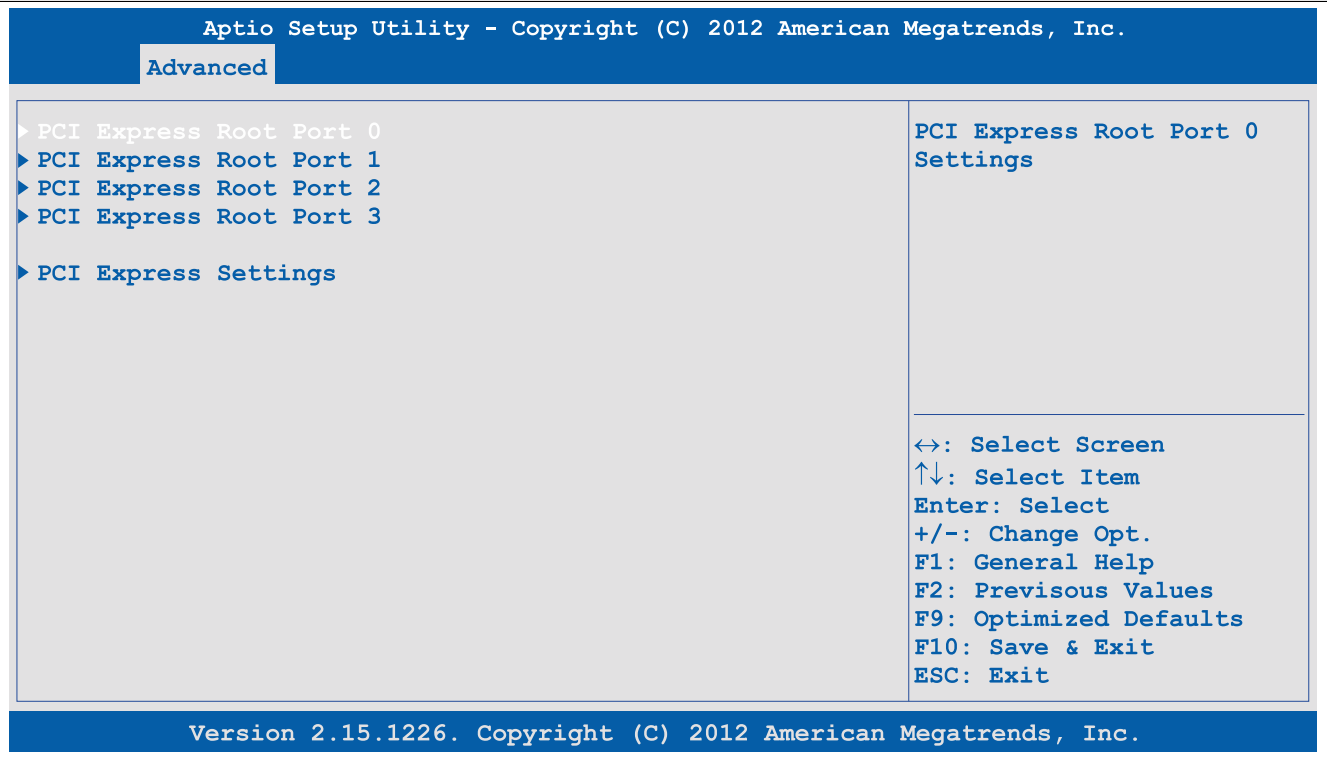 Aptio Setup Utility - Copyright (C) 2012 American Megatrends, Inc.
Advanced
PCI Express Root Port 0
PCI Express Root Port 1
PCI Express Root Port 2
PCI Express Root Port 3
PCI Express Settings
PCI Express Root Port 0
Settings
↔: Select Screen
↑↓: Select Item
Enter: Select
+/-: Change Opt.
F1: General Help
F2: Previsous Values
F9: Optimized Defaults
F10: Save & Exit
ESC: Exit
Version 2.15.1226. Copyright (C) 2012 American Megatrends, Inc.